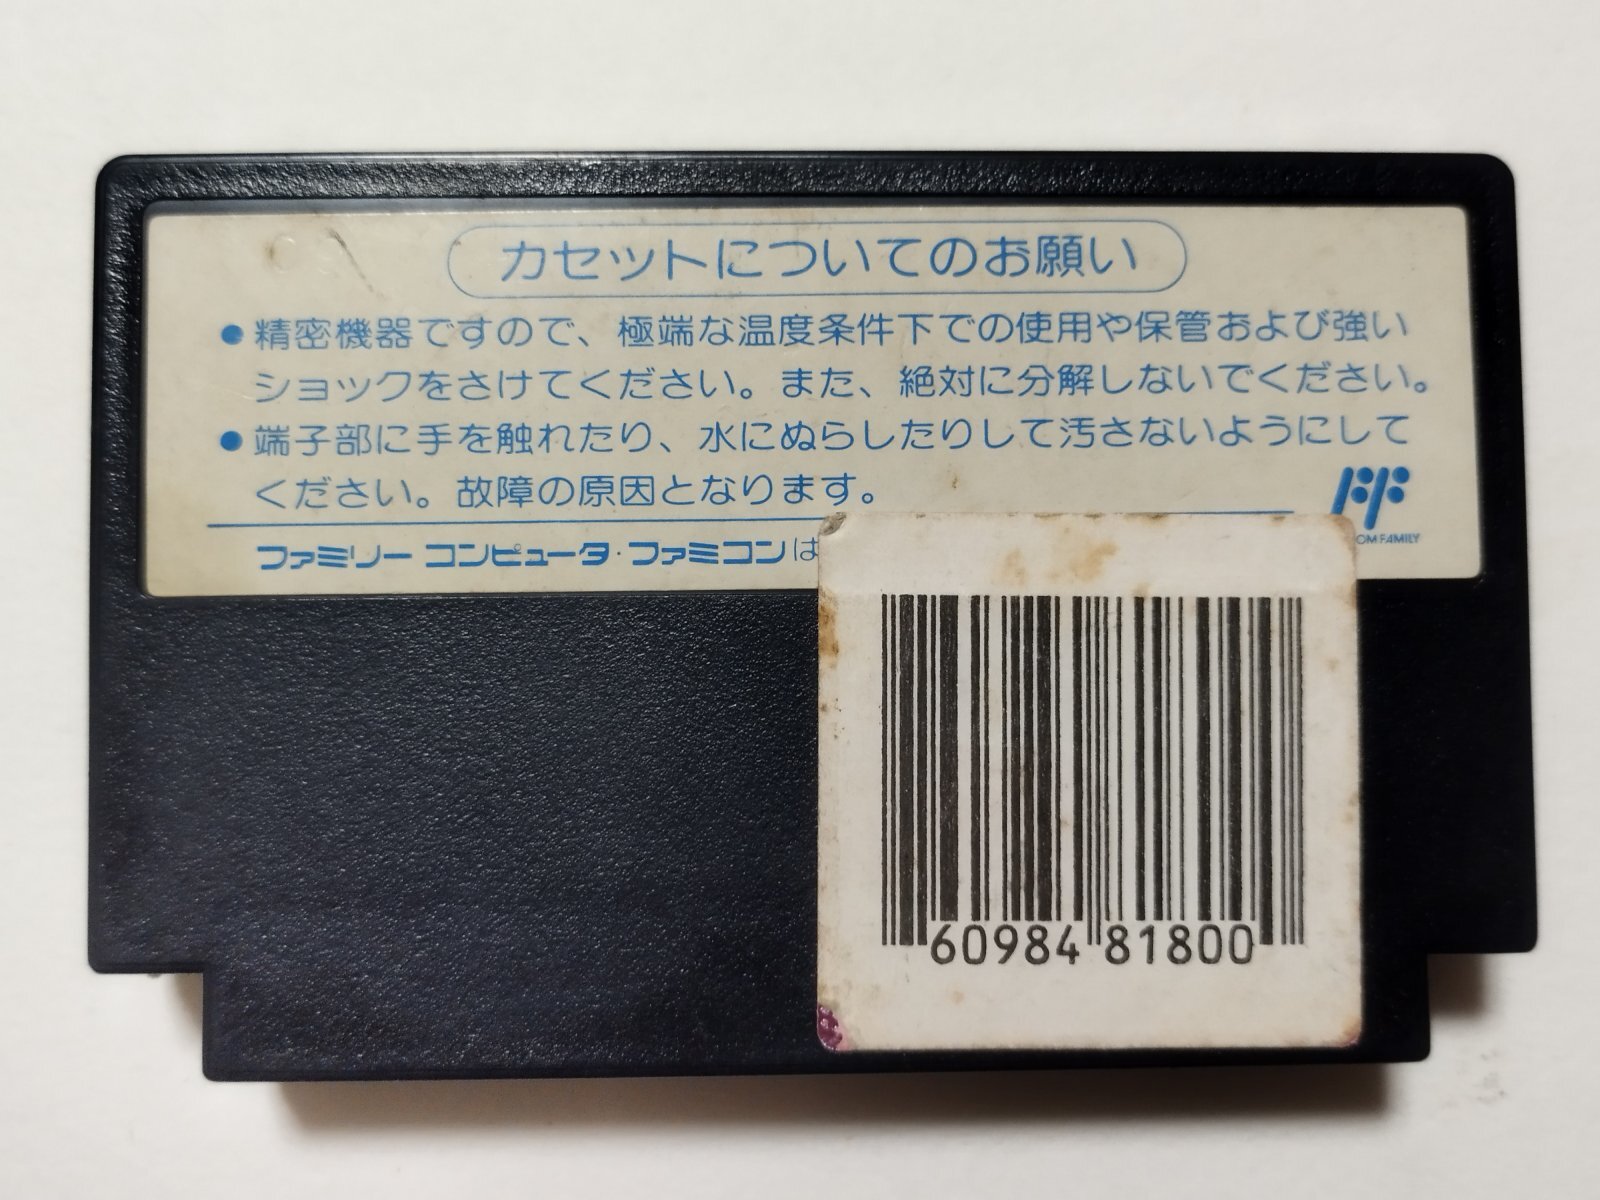 カセットについてのお願い
●精密機器ですので、極端な温度条件下での使用や保管および強い
ショックをさけてください。また、絶対に分解しないでください。
●端子部に手を触れたり、水にぬらしたりして汚さないようにして
ください。故障の原因となります。
FF
OM FAMILY
ファミリー コンピュータ・ファミコンは
60984 81800